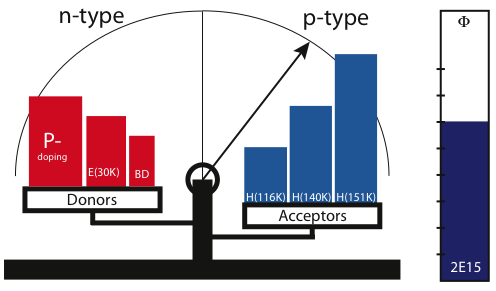 n-type
p-type
Φ
P-
doping
E(30K)
BD
H(116K)
H(140K)
H(151K)
Donors
Acceptors
2E15